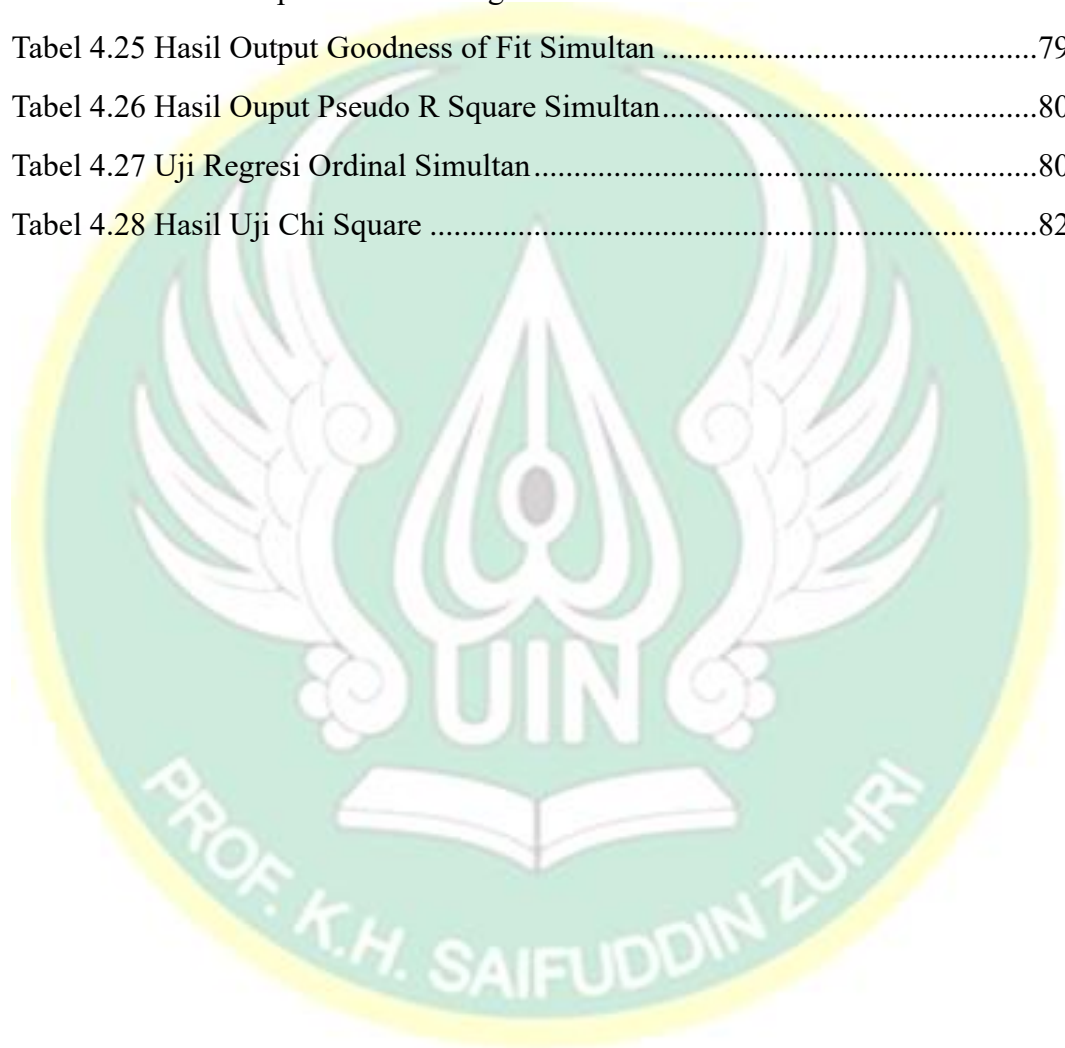 Tabel 4.25 Hasil Output Goodness of Fit Simultan ....................................79
Tabel 4.26 Hasil Ouput Pseudo R Square Simultan....................................80
Tabel 4.27 Uji Regresi Ordinal Simultan....................................80
Tabel 4.28 Hasil Uji Chi Square ....................................82
UIN
PROF. K.H. SAIFUDDIN ZUHRI